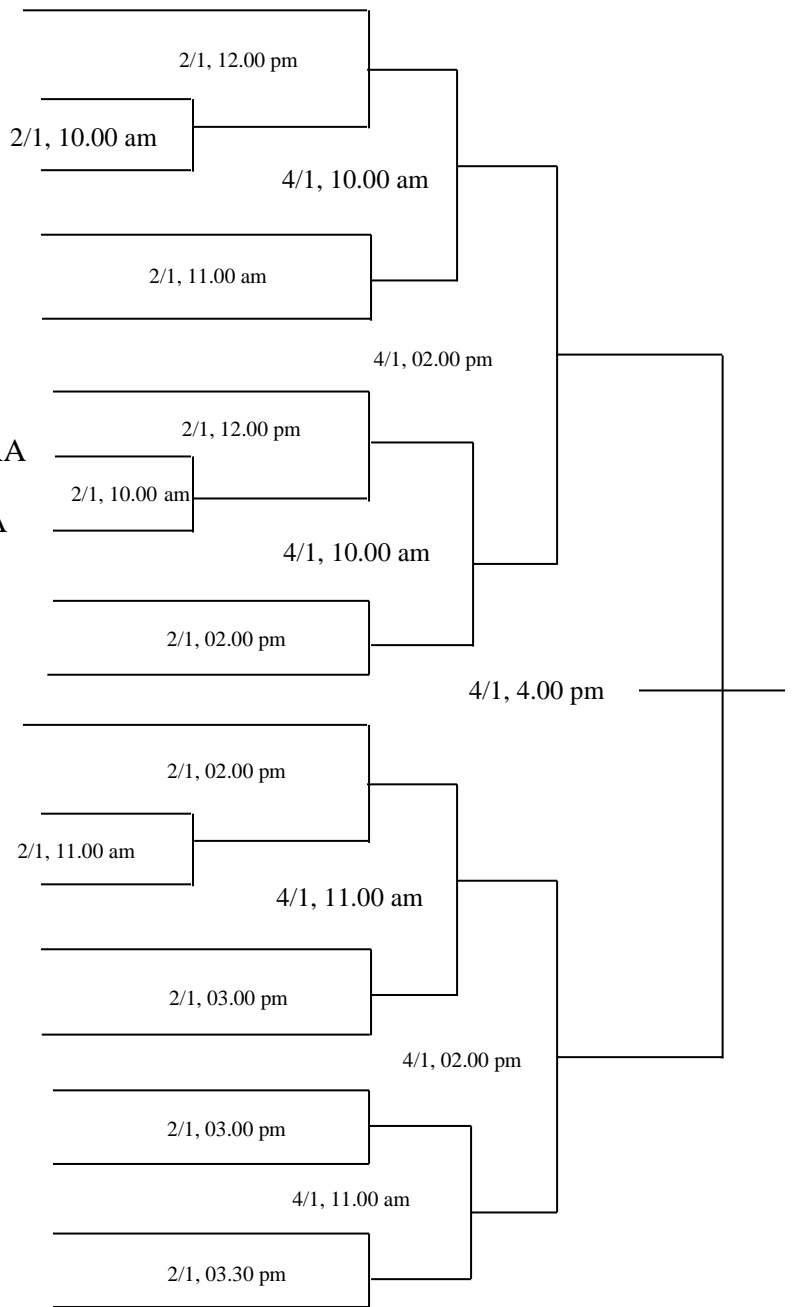 2/1, 12.00 pm
2/1, 10.00 am
4/1, 10.00 am
2/1, 11.00 am
4/1, 02.00 pm
2/1, 12.00 pm
A
2/1, 10.00 am
A
4/1, 10.00 am
2/1, 02.00 pm
4/1, 4.00 pm
2/1, 02.00 pm
2/1, 11.00 am
4/1, 11.00 am
2/1, 03.00 pm
4/1, 02.00 pm
2/1, 03.00 pm
4/1, 11.00 am
2/1, 03.30 pm